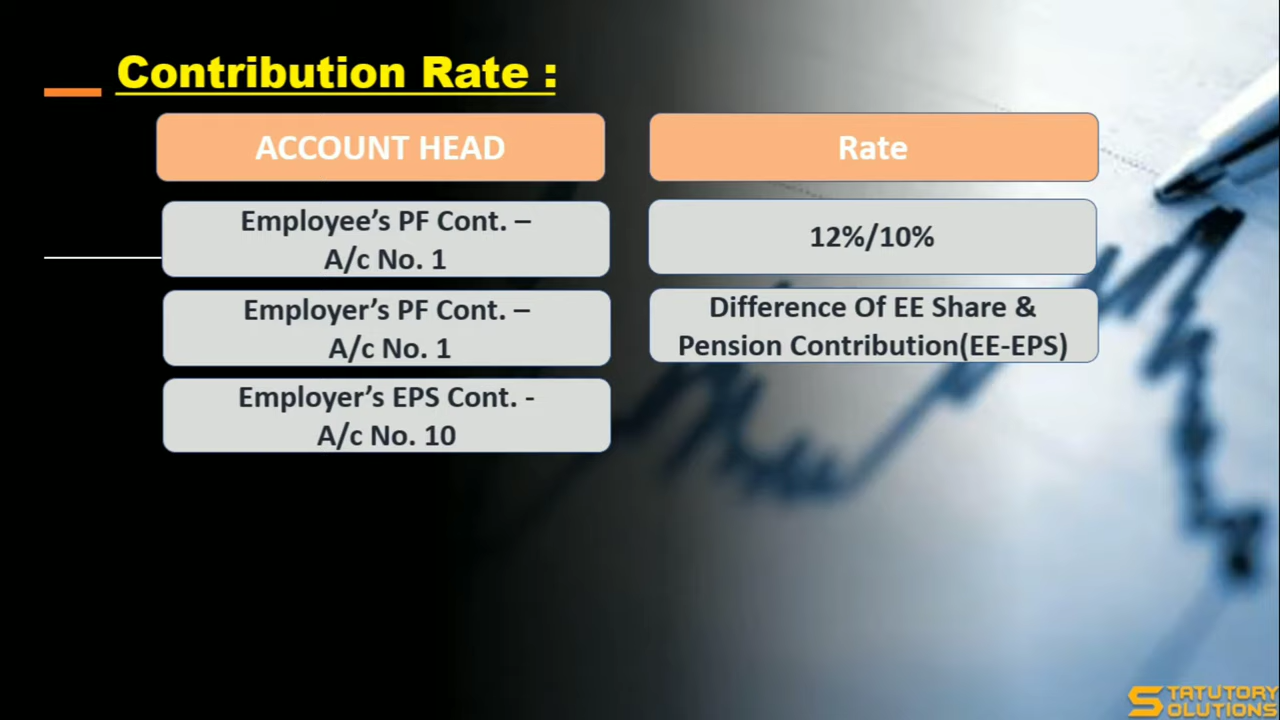 Contribution Rate :
ACCOUNT HEAD
Rate
Employee’s PF Cont. –
A/c No. 1
12%/10%
Employer’s PF Cont. –
A/c No. 1
Difference Of EE Share &
Pension Contribution(EE-EPS)
Employer’s EPS Cont. -
A/c No. 10
STATUTORY
SOLUTIONS